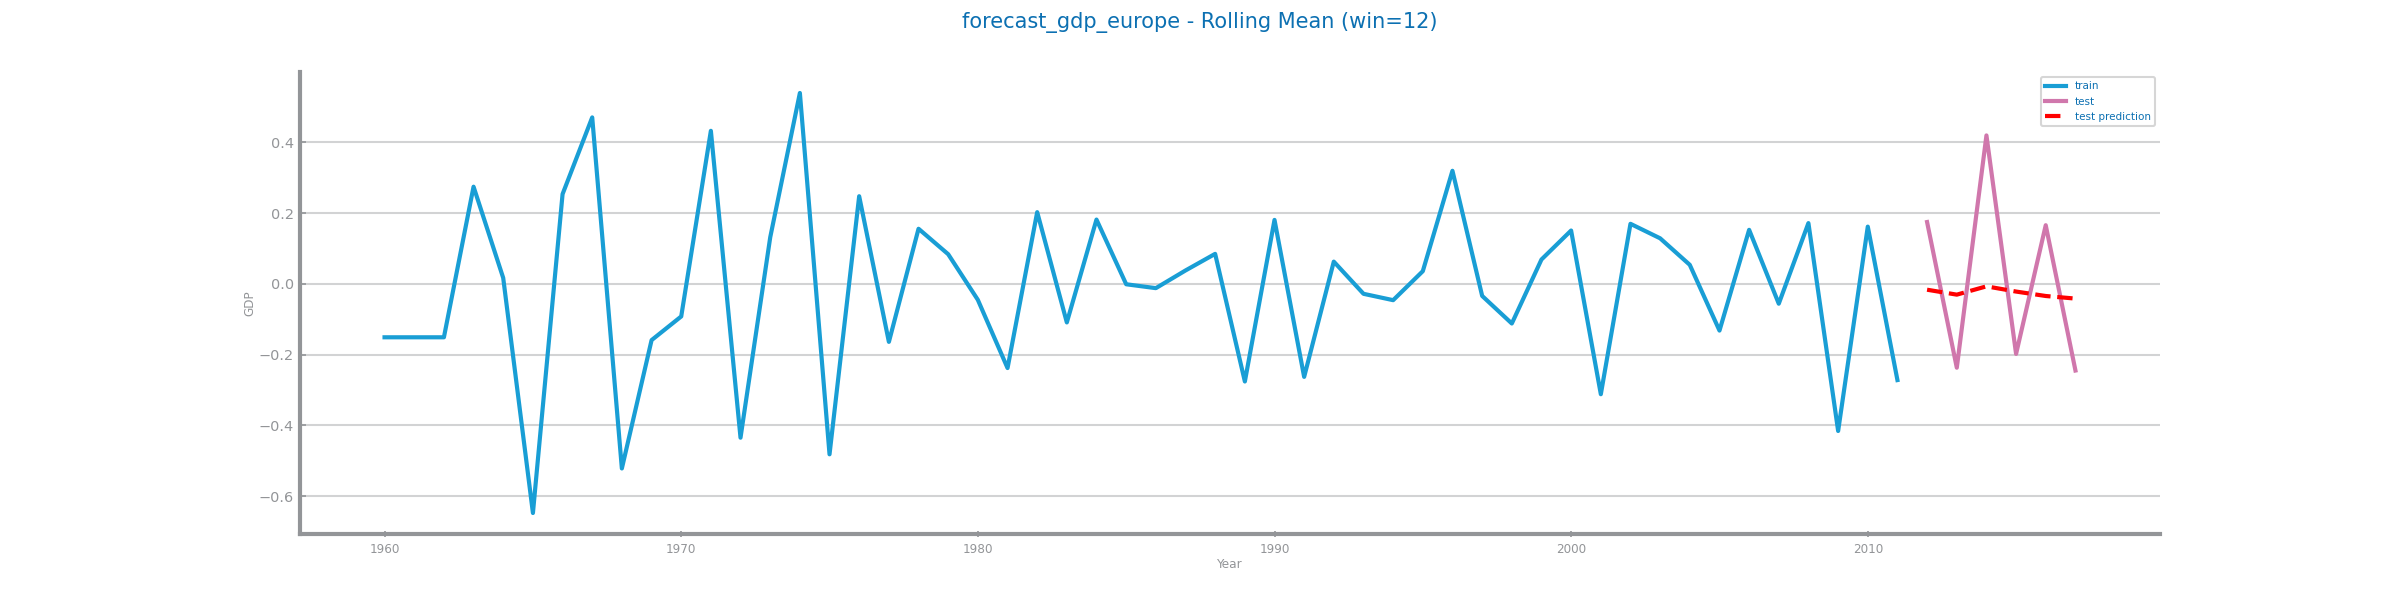 forecast_gdp_europe - Rolling Mean (win=12)
train
test
test prediction
0.4
0.2
0.0
−0.2
−0.4
−0.6
GDP
1960
1970
1980
1990
2000
2010
Year